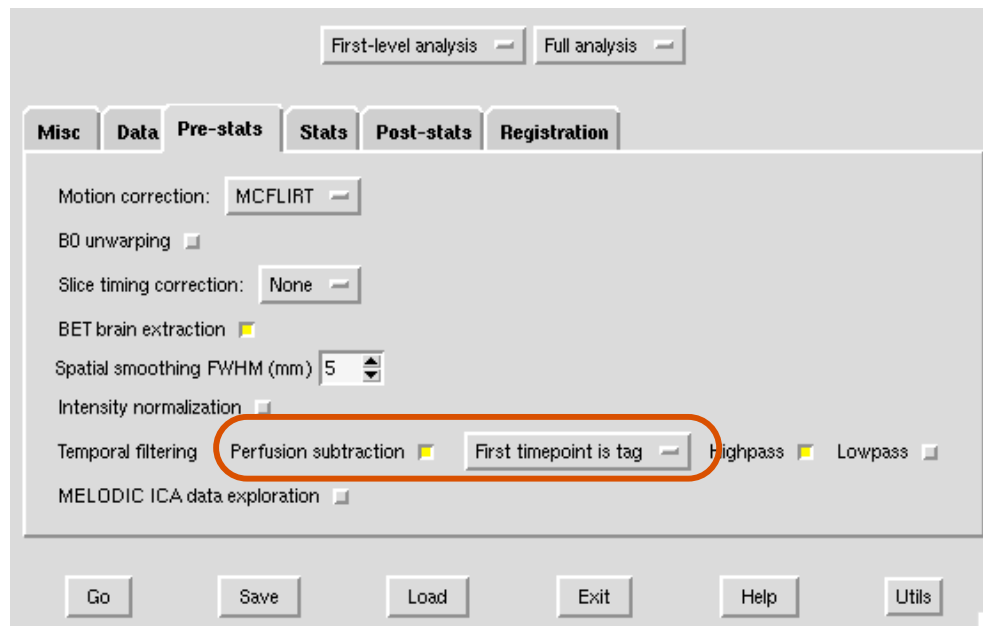 First-level analysis Full analysis
Misc Data Pre-stats Stats Post-stats Registration
Motion correction: MCFLIRT
B0 unwarping
Slice timing correction: None
BET brain extraction
Spatial smoothing FWHM (mm) 5
Intensity normalization
Temporal filtering Perfusion subtraction First timepoint is tag Highpass Lowpass
MELODIC ICA data exploration
Go Save Load Exit Help Utils